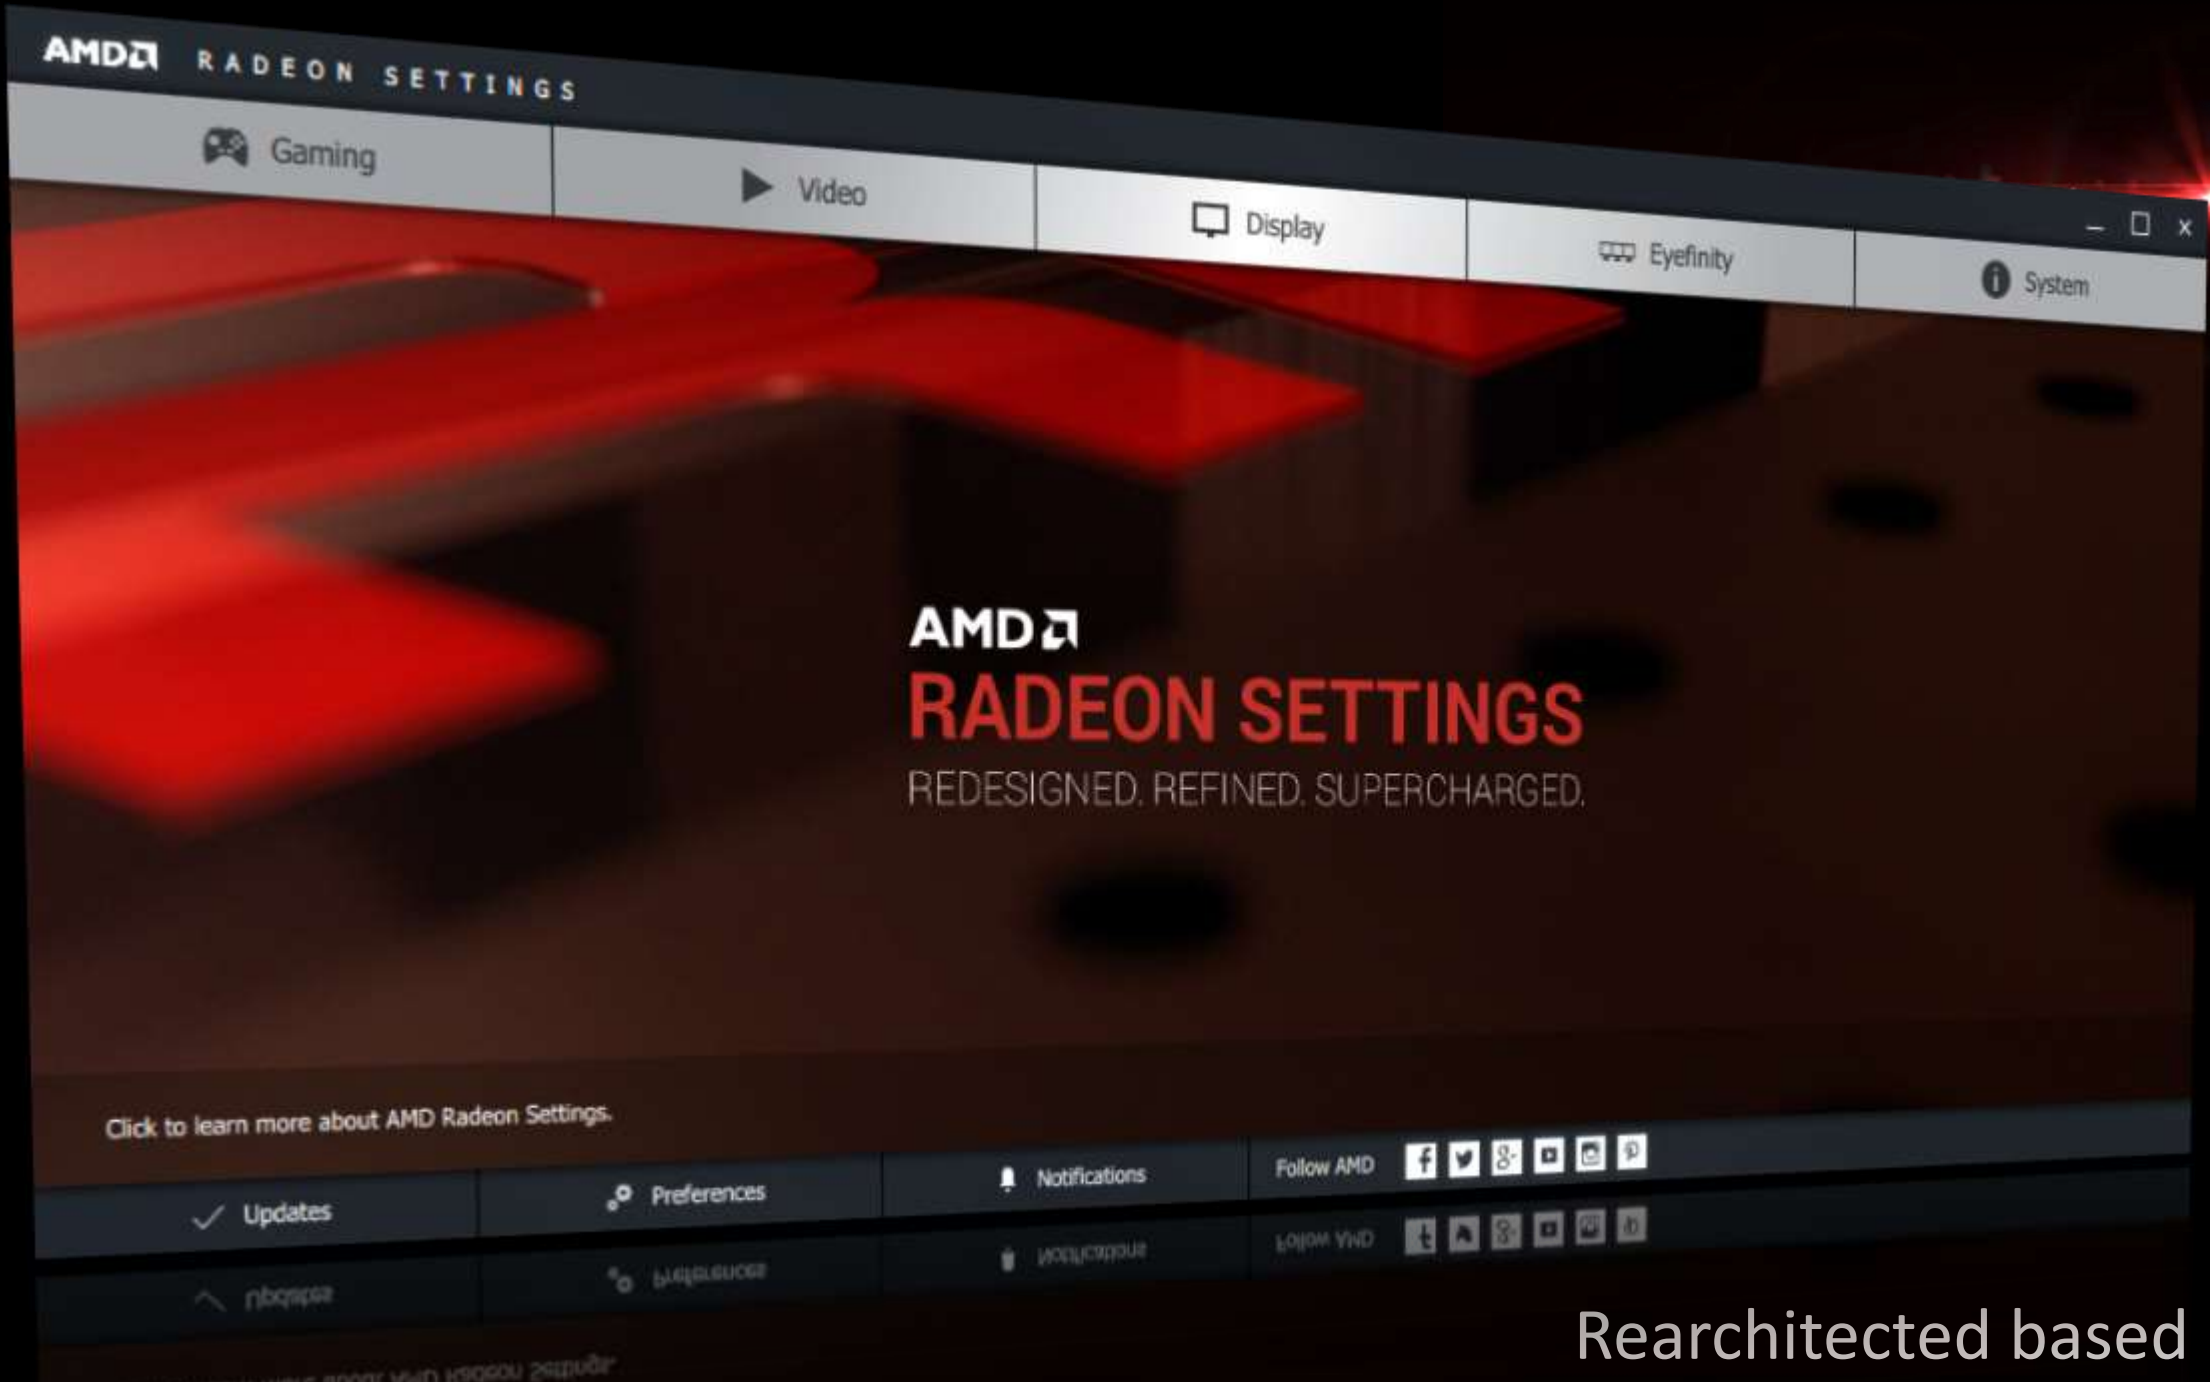 AMD RADEON SETTINGS
Gaming
Video
Display
Eyefinity
System
AMD
RADEON SETTINGS
REDESIGNED. REFINED. SUPERCHARGED.
Click to learn more about AMD Radeon Settings.
Updates
Preferences
Notifications
Follow AMD
Rearchitected based